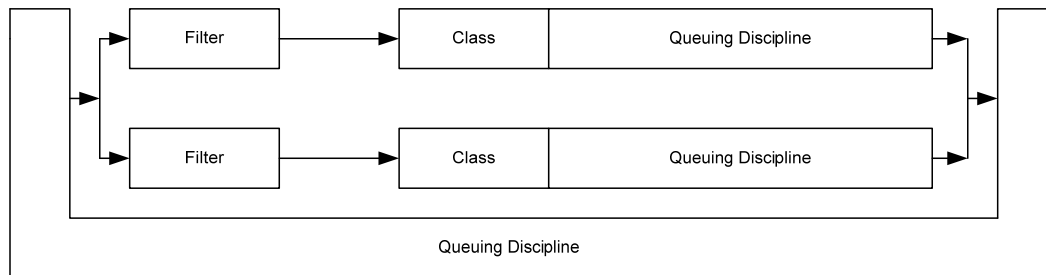 Filter
Class
Queuing Discipline
Filter
Class
Queuing Discipline
Queuing Discipline